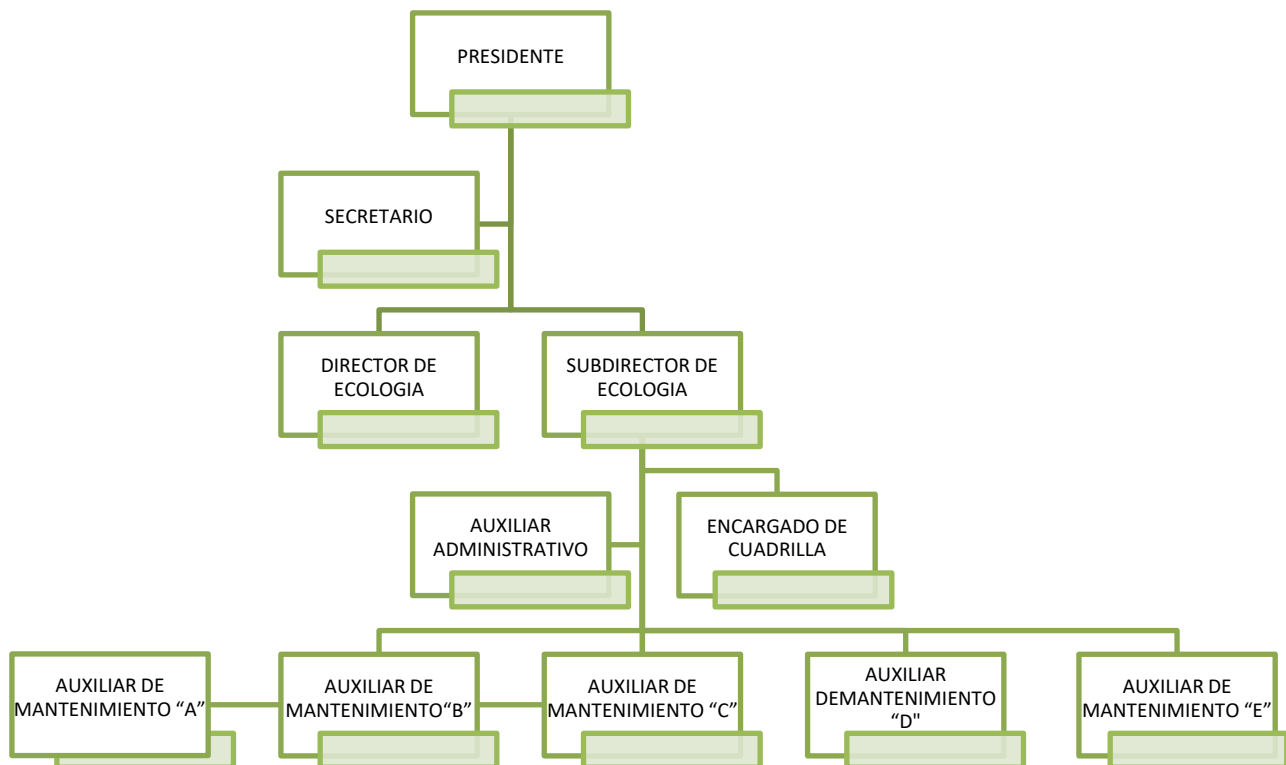 PRESIDENTE
SECRETARIO
DIRECTOR DE
ECOLOGIA
SUBDIRECTOR DE
ECOLOGIA
AUXILIAR
ADMINISTRATIVO
ENCARGADO DE
CUADRILLA
AUXILIAR DE
MANTENIMIENTO “A”
AUXILIAR DE
MANTENIMIENTO“B”
AUXILIAR DE
MANTENIMIENTO “C”
AUXILIAR
DEMANTENIMIENTO
“D"
AUXILIAR DE
MANTENIMIENTO “E”